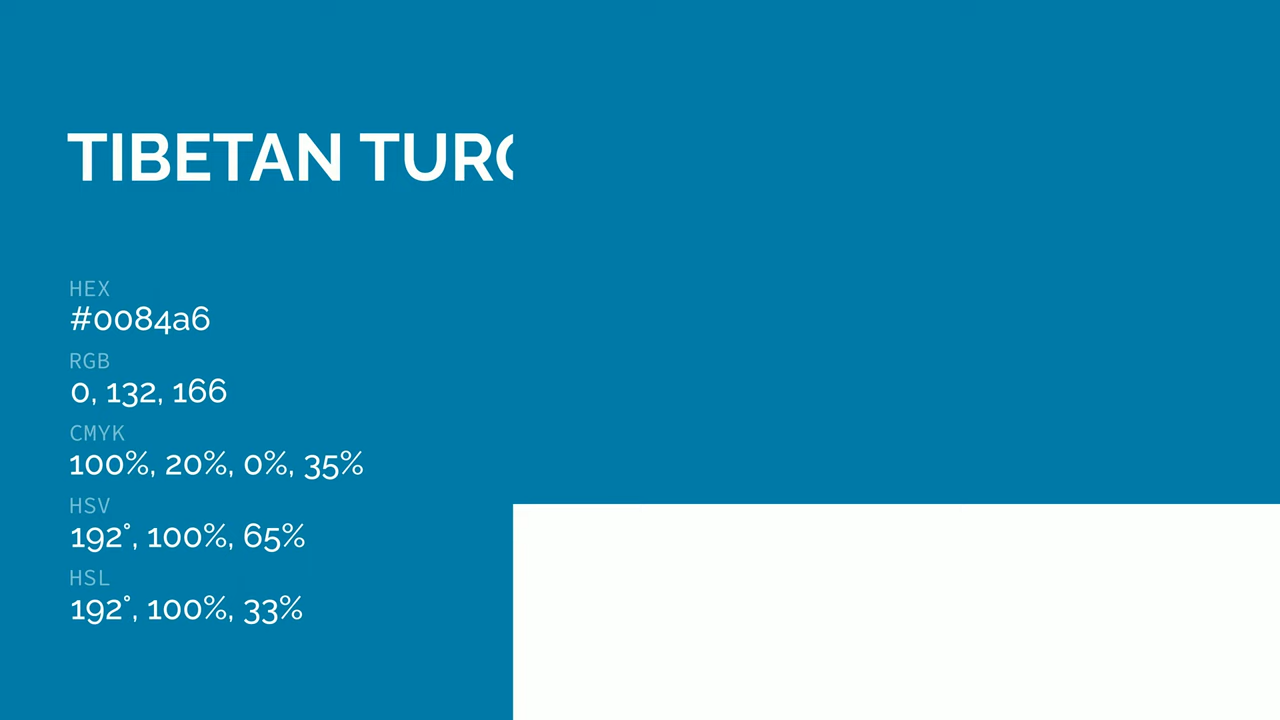 TIBETAN TUR
HEX
#0084a6
RGB
0, 132, 166
CMYK
100%, 20%, 0%, 35%
HSV
192°, 100%, 65%
HSL
192°, 100%, 33%